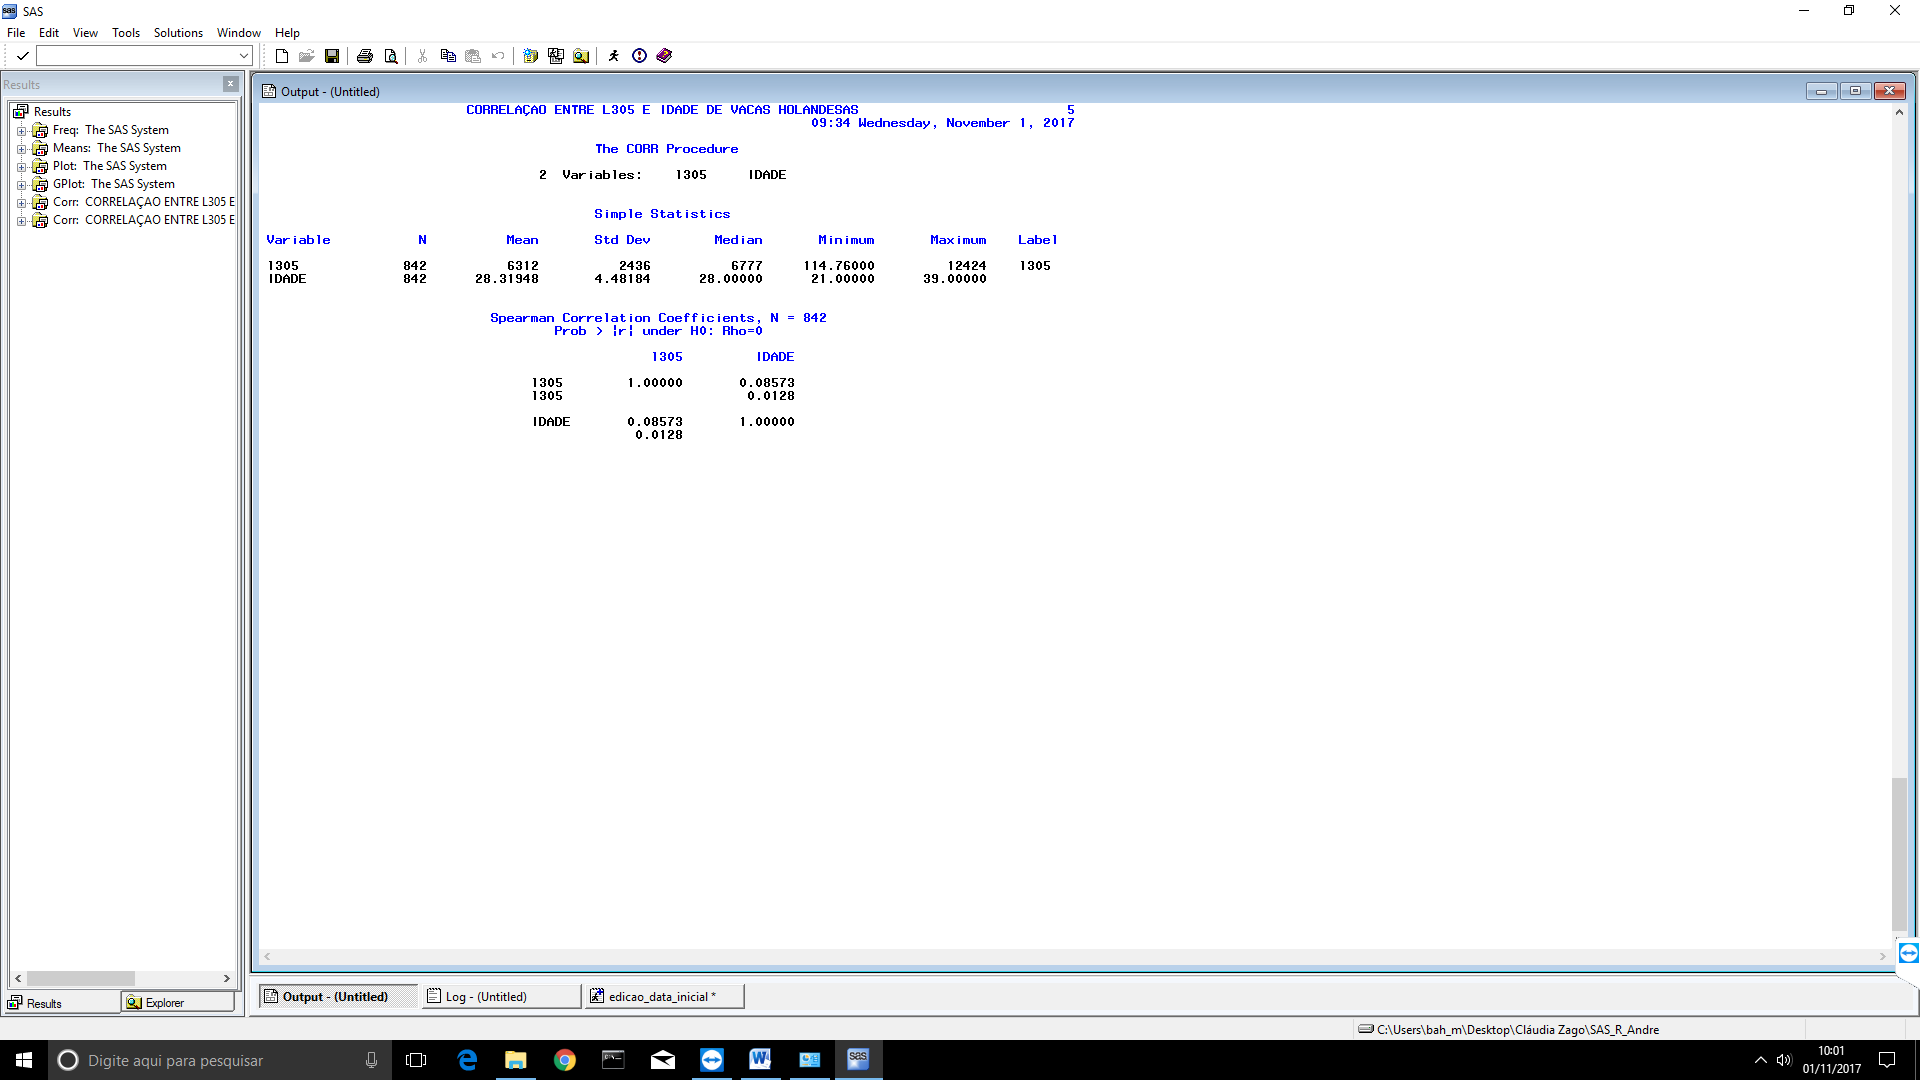 SAS
File Edit View Tools Solutions Window Help
Results
Results
Freq: The SAS System
Means: The SAS System
Plot: The SAS System
GPlot: The SAS System
Corr: CORRELAÇAO ENTRE L305 E
Corr: CORRELAÇAO ENTRE L305 E
Output - (Untitled)
CORRELAÇAO ENTRE L305 E IDADE DE VACAS HOLANDESAS 5
09:34 Wednesday, November 1, 2017
The CORR Procedure
2 Variables: l305 IDADE
Simple Statistics
Variable N Mean Std Dev Median Minimum Maximum Label
l305 842 6312 2436 6777 114.76000 12424 l305
IDADE 842 28.31948 4.48184 28.00000 21.00000 39.00000
Spearman Correlation Coefficients, N = 842
Prob > |r| under H0: Rho=0
l305 IDADE
l305 1.00000 0.08573
l305 0.0128
IDADE 0.08573 1.00000
0.0128
Results Explorer
Output - (Untitled) Log - (Untitled) edicao_data_inicial *
C:\Users\bah_m\Desktop\Cláudia Zago\SAS_R_Andre
Digite aqui para pesquisar
10:01
01/11/2017